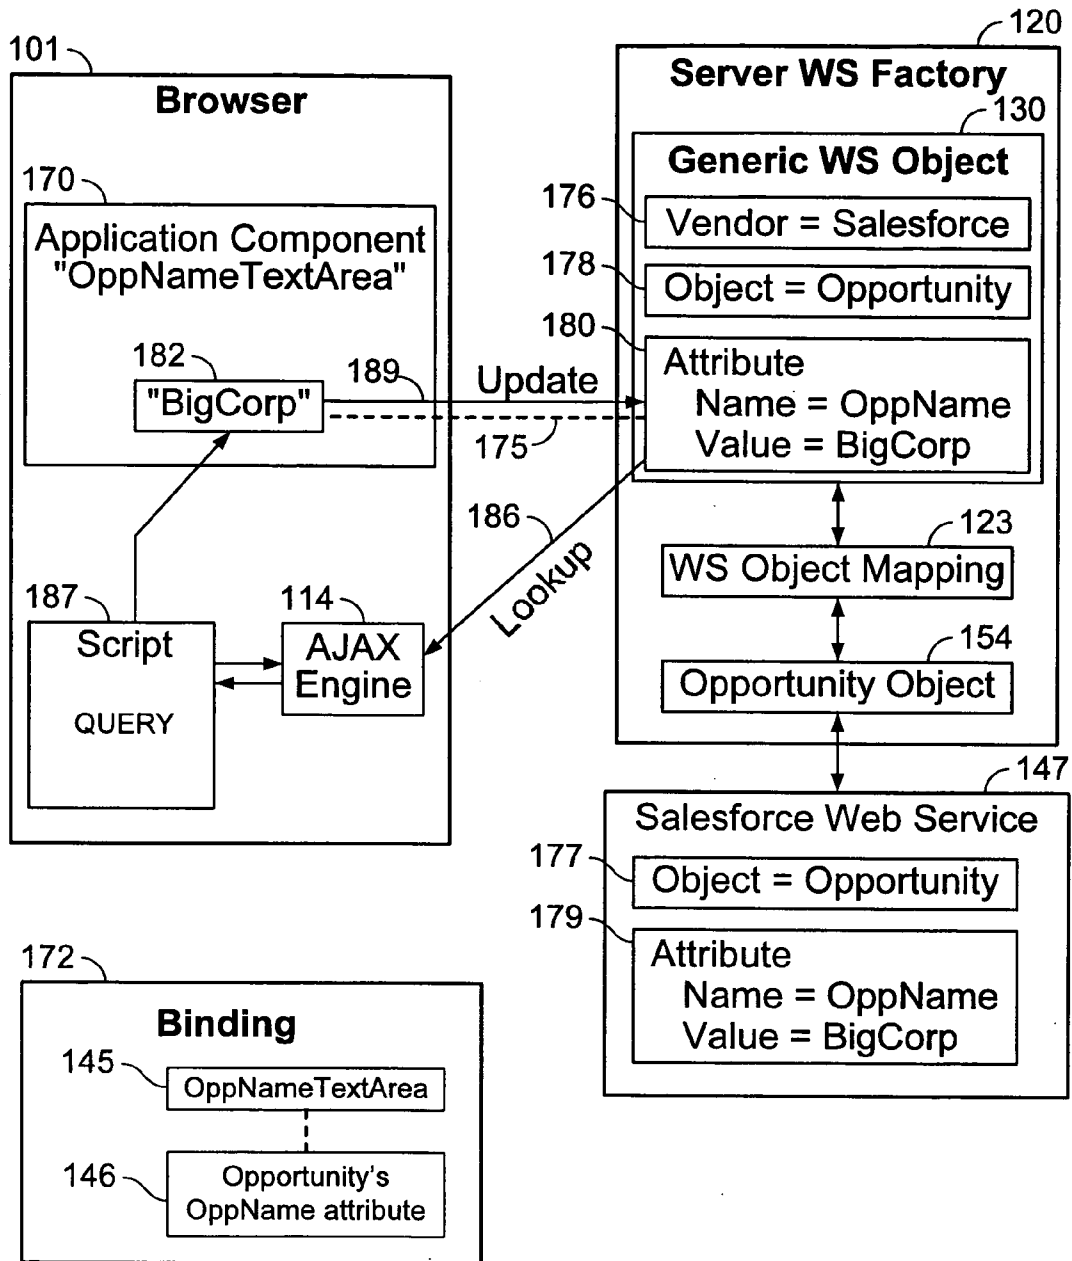 101
Browser
170
Application Component
"OppNameTextArea"
182
"BigCorp"
189
Update
175
186
Lookup
187
Script
QUERY
114
AJAX
Engine
120
Server WS Factory
130
Generic WS Object
176
Vendor = Salesforce
178
Object = Opportunity
180
Attribute
Name = OppName
Value = BigCorp
123
WS Object Mapping
154
Opportunity Object
147
Salesforce Web Service
177
Object = Opportunity
179
Attribute
Name = OppName
Value = BigCorp
172
Binding
145
OppNameTextArea
146
Opportunity's
OppName attribute